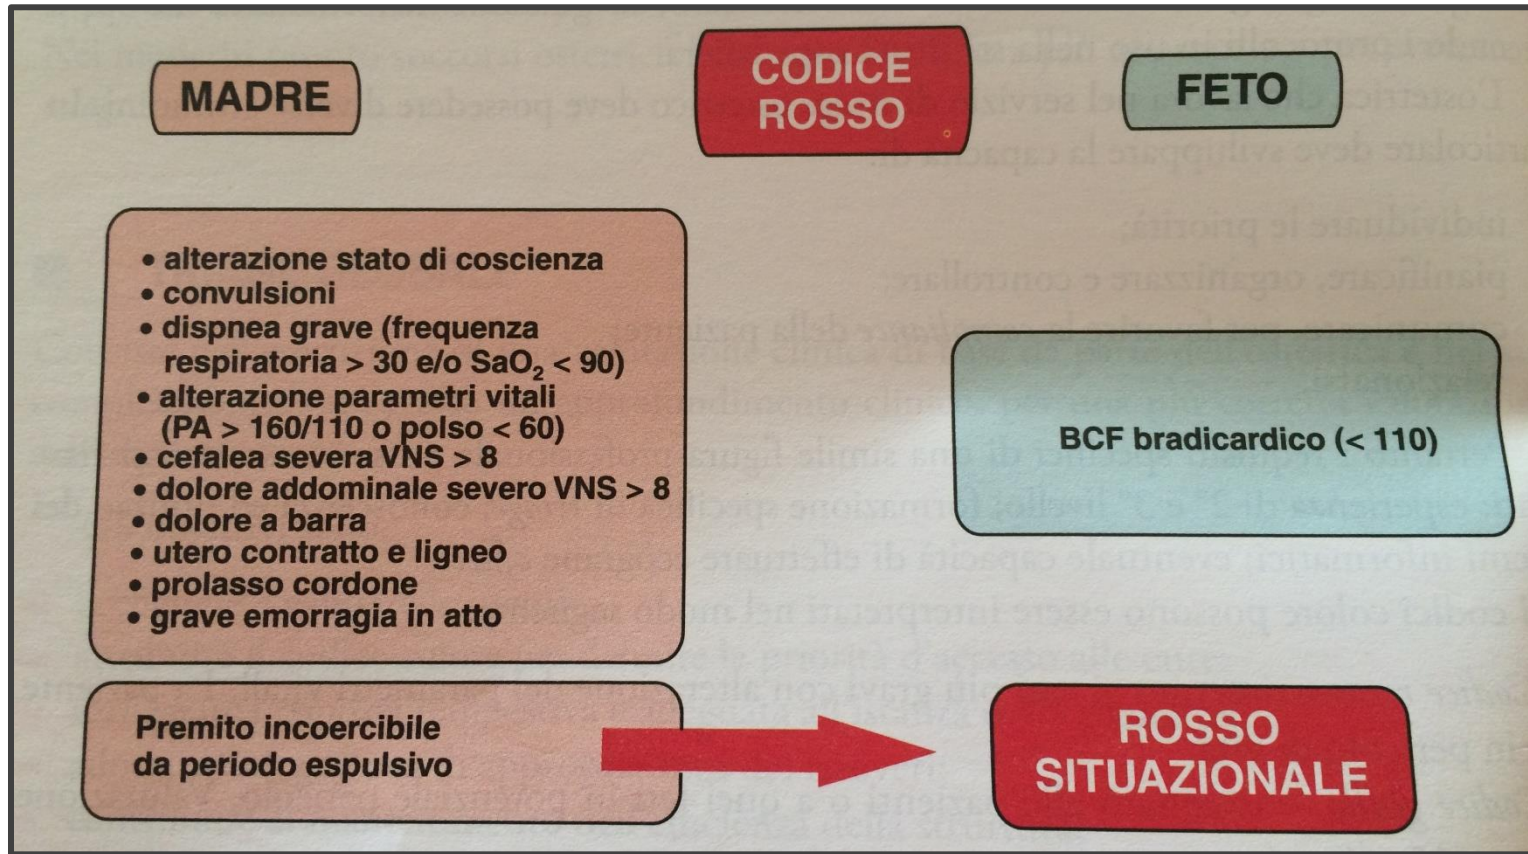 MADRE
CODICE
ROSSO
FETO
• alterazione stato di coscienza
• convulsioni
• dispnea grave (frequenza
respiratoria > 30 e/o SaO₂ < 90)
• alterazione parametri vitali
(PA > 160/110 o polso < 60)
• cefalea severa VNS > 8
• dolore addominale severo VNS > 8
• dolore a barra
• utero contratto e ligneo
• prolasso cordone
• grave emorragia in atto
BCF bradicardico (< 110)
Premito incoercibile
da periodo espulsivo
ROSSO
SITUAZIONALE